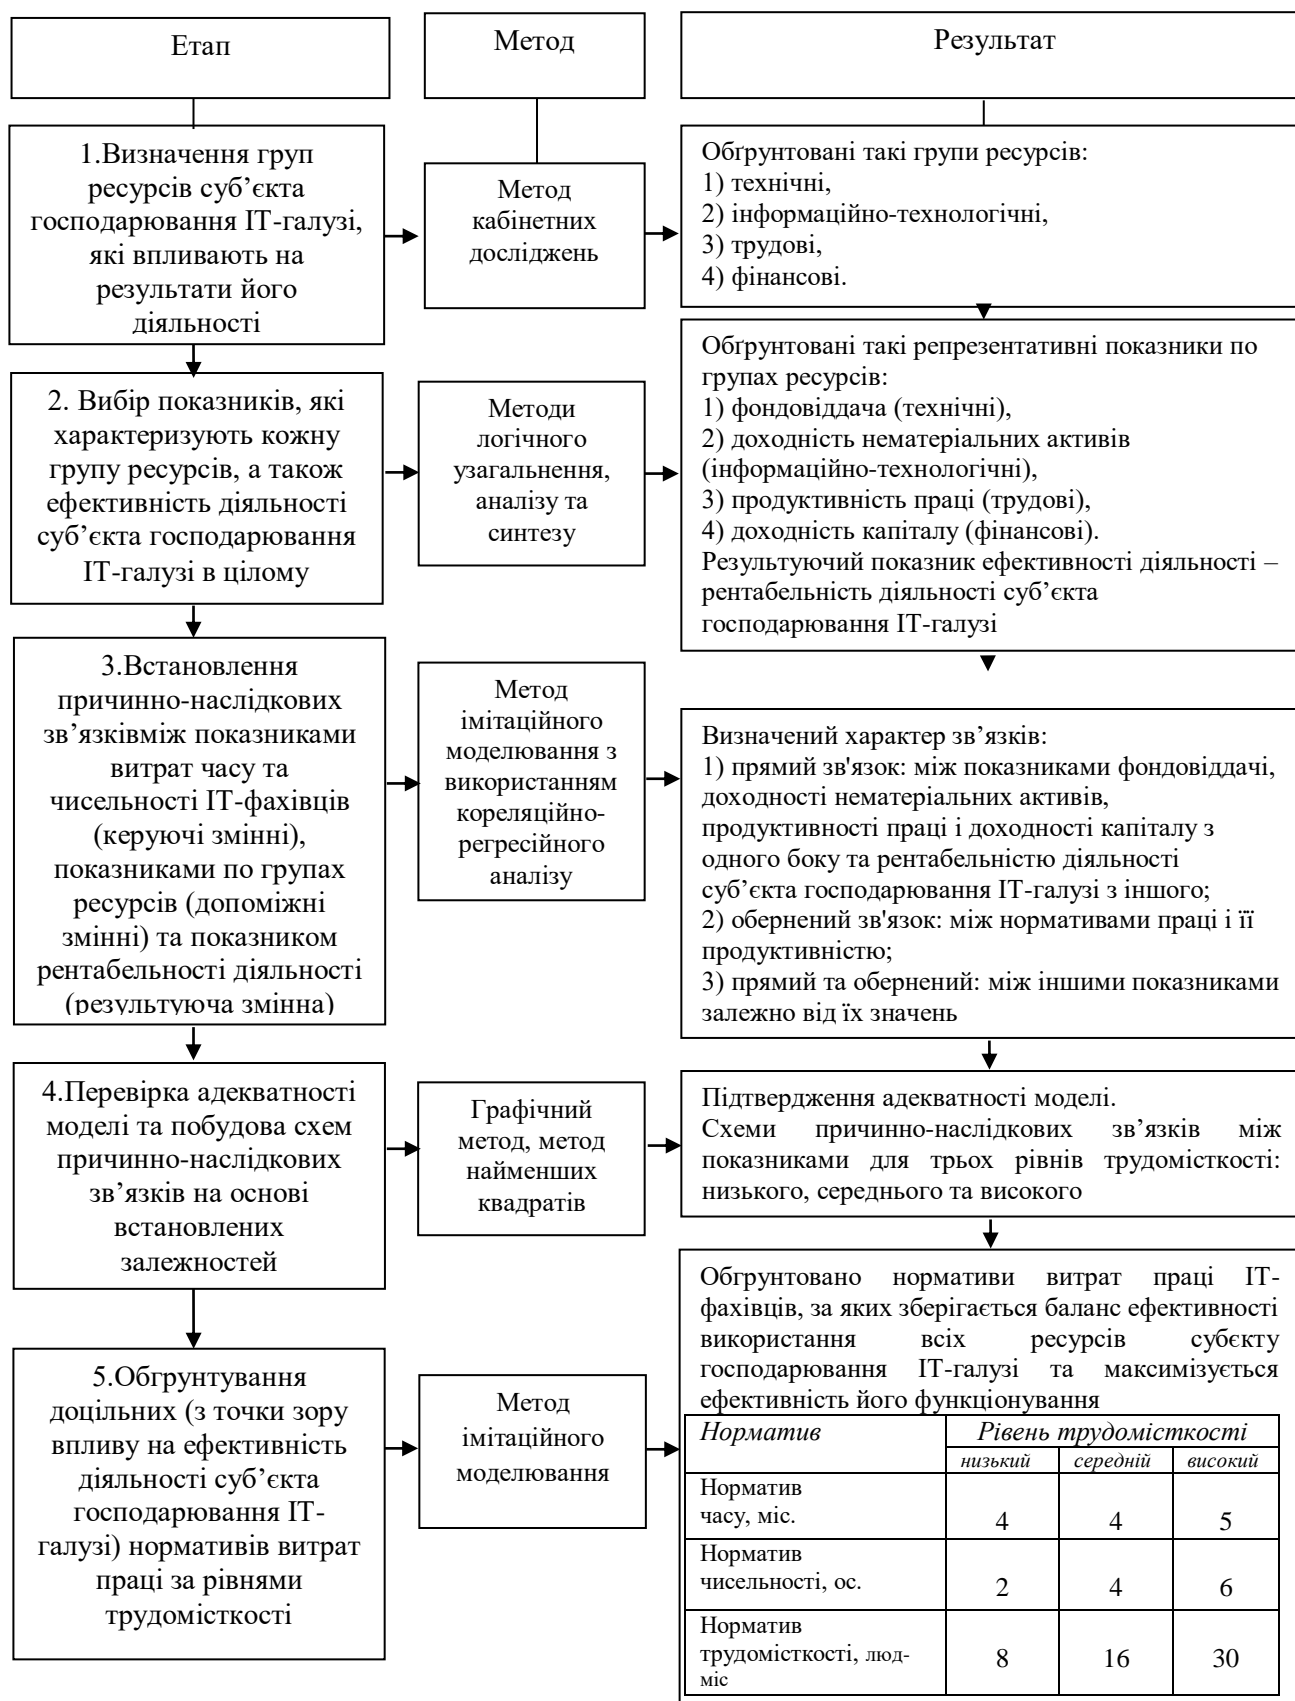 Етап
Метод
Результат
1.Визначення груп
ресурсів суб’єкта
господарювання ІТ-галузі,
які впливають на
результати його
діяльності
Метод
кабінетних
досліджень
Обґрунтовані такі групи ресурсів:
1) технічні,
2) інформаційно-технологічні,
3) трудові,
4) фінансові.
2. Вибір показників, які
характеризують кожну
групу ресурсів, а також
ефективність діяльності
суб’єкта господарювання
ІТ-галузі в цілому
Методи
логічного
узагальнення,
аналізу та
синтезу
Обґрунтовані такі репрезентативні показники по
групах ресурсів:
1) фондовіддача (технічні),
2) доходність нематеріальних активів
(інформаційно-технологічні),
3) продуктивність праці (трудові),
4) доходність капіталу (фінансові).
Результуючий показник ефективності діяльності –
рентабельність діяльності суб’єкта
господарювання ІТ-галузі
3.Встановлення
причинно-наслідкових
зв’язківміж показниками
витрат часу та
чисельності ІТ-фахівців
(керуючі змінні),
показниками по групах
ресурсів (допоміжні
змінні) та показником
рентабельності діяльності
(результуюча змінна)
Метод
імітаційного
моделювання з
використанням
кореляційно-
регресійного
аналізу
Визначений характер зв’язків:
1) прямий зв'язок: між показниками фондовіддачі,
доходності нематеріальних активів,
продуктивності праці і доходності капіталу з
одного боку та рентабельністю діяльності
суб’єкта господарювання ІТ-галузі з іншого;
2) обернений зв'язок: між нормативами праці і її
продуктивністю;
3) прямий та обернений: між іншими показниками
залежно від їх значень
4.Перевірка адекватності
моделі та побудова схем
причинно-наслідкових
зв’язків на основі
встановлених
залежностей
Графічний
метод, метод
найменших
квадратів
Підтвердження адекватності моделі.
Схеми причинно-наслідкових зв’язків між
показниками для трьох рівнів трудомісткості:
низького, середнього та високого
5.Обгрунтування
доцільних (з точки зору
впливу на ефективність
діяльності суб’єкта
господарювання ІТ-
галузі) нормативів витрат
праці за рівнями
трудомісткості
Метод
імітаційного
моделювання
Обгрунтовано нормативи витрат праці ІТ-
фахівців, за яких зберігається баланс ефективності
використання всіх ресурсів субєкту
господарювання ІТ-галузі та максимізується
ефективність його функціонування
Норматив Рівень трудомісткості
низький середній високий
Норматив
часу, міс. 4 4 5
Норматив
чисельності, ос. 2 4 6
Норматив
трудомісткості, люд- 8 16 30
міс